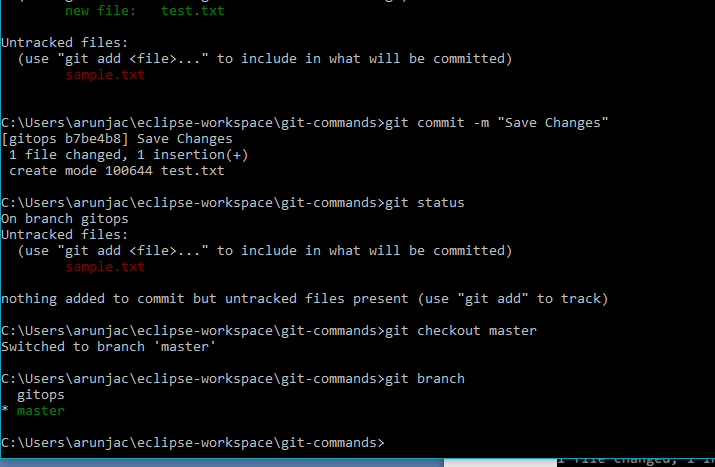 new file:   test.txt
Untracked files:
  (use "git add <file>..." to include in what will be committed)
        sample.txt
C:\Users\arunjac\eclipse-workspace\git-commands>git commit -m "Save Changes"
[gitops b7be4b8] Save Changes
 1 file changed, 1 insertion(+)
 create mode 100644 test.txt
C:\Users\arunjac\eclipse-workspace\git-commands>git status
On branch gitops
Untracked files:
  (use "git add <file>..." to include in what will be committed)
        sample.txt
nothing added to commit but untracked files present (use "git add" to track)
C:\Users\arunjac\eclipse-workspace\git-commands>git checkout master
Switched to branch 'master'
C:\Users\arunjac\eclipse-workspace\git-commands>git branch
  gitops
* master
C:\Users\arunjac\eclipse-workspace\git-commands>
1 file changed, 1